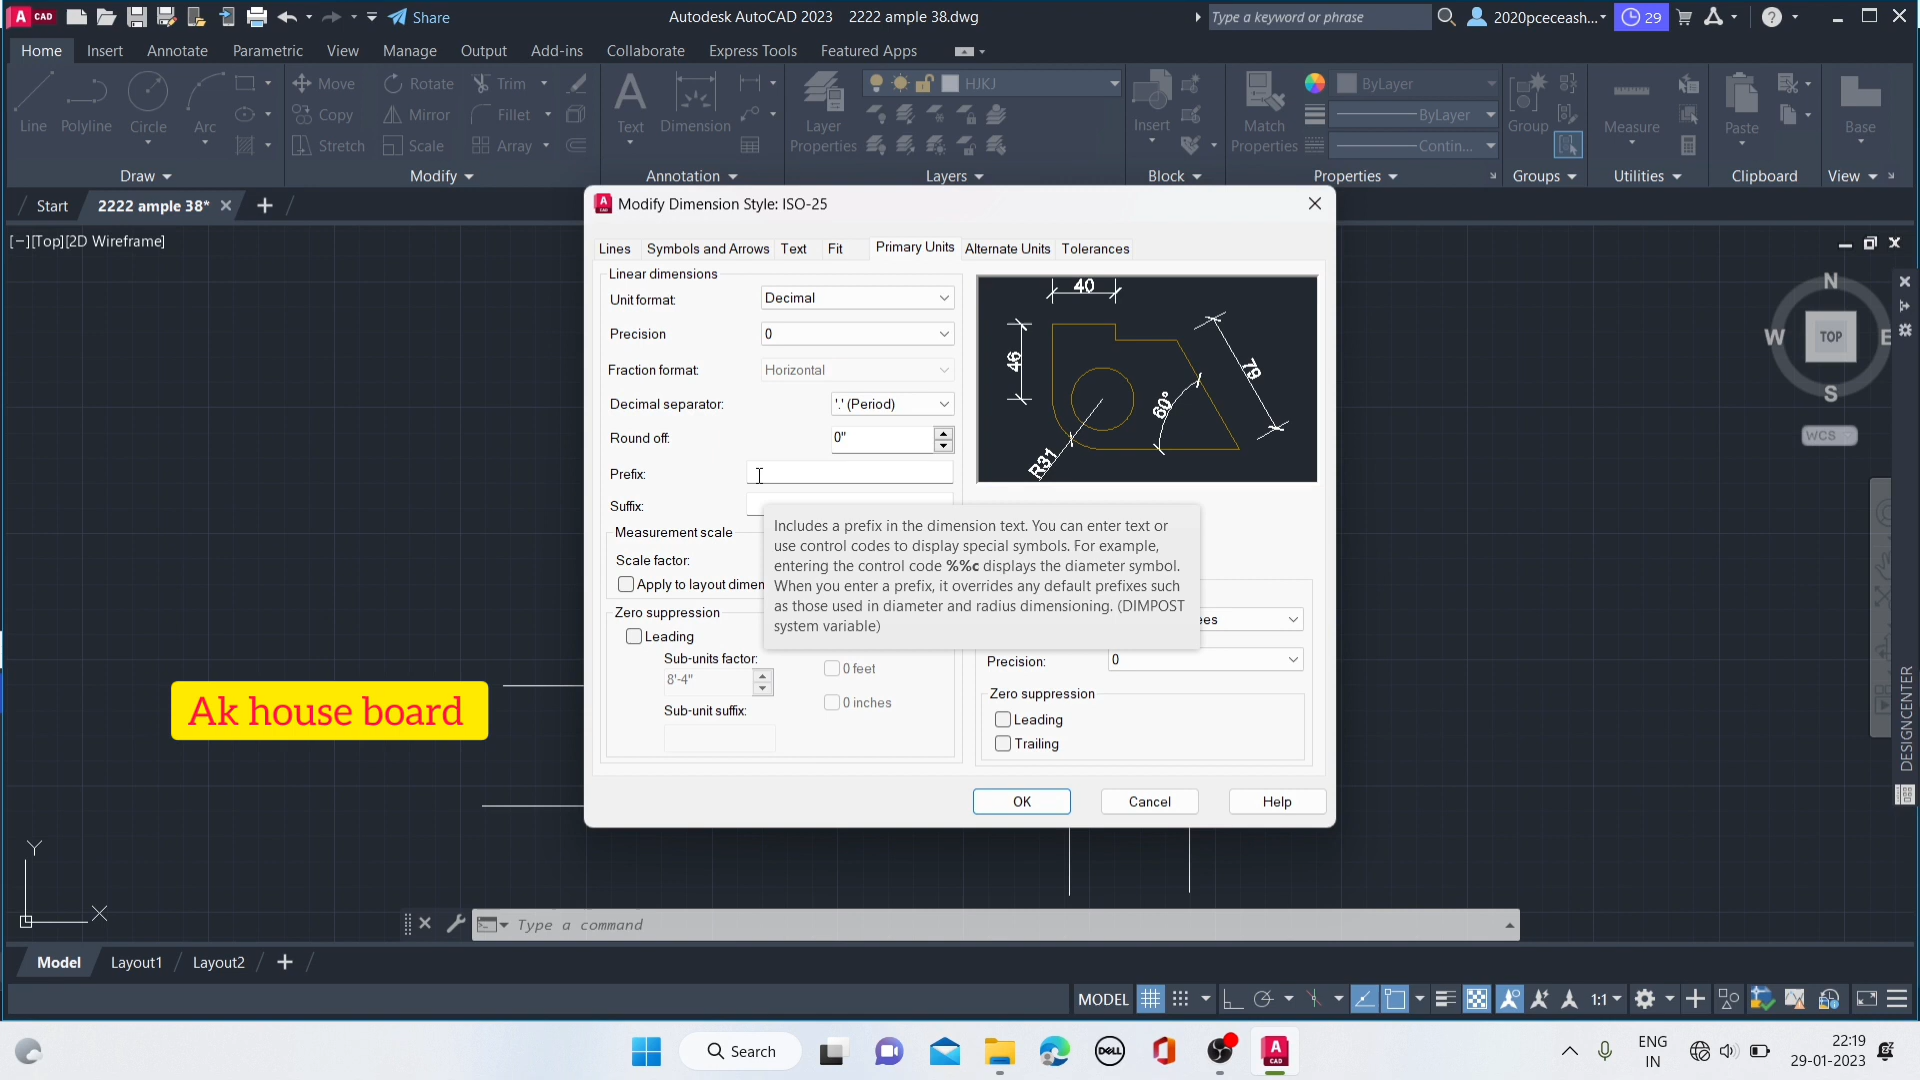 CAD
Share
Autodesk AutoCAD 2023 2222 ample 38.dwg
Type a keyword or phrase
2020pceceash...
29
Home
Insert
Annotate
Parametric
View
Manage
Output
Add-ins
Collaborate
Express Tools
Featured Apps
Line
Polyline
Circle
Arc
Move
Rotate
Trim
Copy
Mirror
Fillet
Stretch
Scale
Array
Text
Dimension
Layer
Properties
HJKJ
Insert
Match
Properties
ByLayer
ByLayer
Contin...
Group
Measure
Paste
Base
Draw
Modify
Annotation
Layers
Block
Properties
Groups
Utilities
Clipboard
View
Start
2222 ample 38*
[−][Top][2D Wireframe]
Modify Dimension Style: ISO-25
Lines
Symbols and Arrows
Text
Fit
Primary Units
Alternate Units
Tolerances
Linear dimensions
Unit format:
Decimal
Precision
0
Fraction format:
Horizontal
Decimal separator:
'.' (Period)
Round off:
0"
Prefix:
Suffix:
Measurement scale
Scale factor:
Apply to layout dimen
Zero suppression
Leading
Sub-units factor:
8'-4"
Sub-unit suffix:
0 feet
0 inches
40
46
79
60°
R31
Includes a prefix in the dimension text. You can enter text or
use control codes to display special symbols. For example,
entering the control code %%c displays the diameter symbol.
When you enter a prefix, it overrides any default prefixes such
as those used in diameter and radius dimensioning. (DIMPOST
system variable)
ees
Precision:
0
Zero suppression
Leading
Trailing
OK
Cancel
Help
N
W
TOP
E
S
WCS
DESIGNCENTER
Ak house board
Y
X
Type a command
Model
Layout1
Layout2
MODEL
1:1
Search
DELL
A
CAD
ENG
IN
22:19
29-01-2023